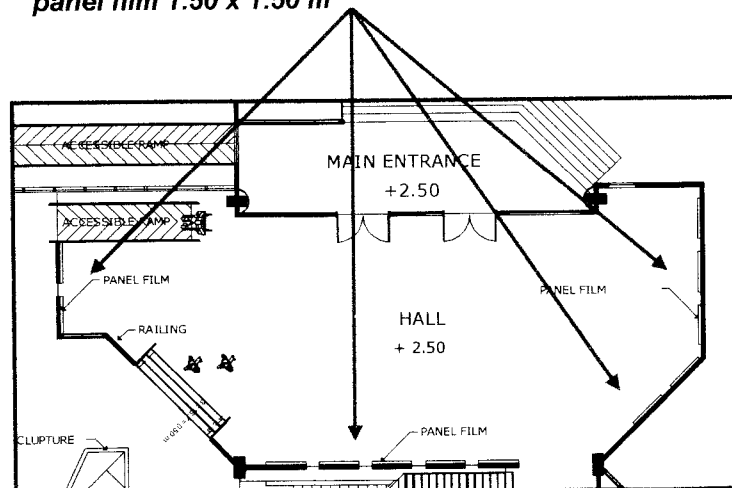 panel film 1.50 x 1.50 m
ACCESSIBLE RAMP
MAIN ENTRANCE
+2.50
ACCESSIBLE RAMP
PANEL FILM
PANEL FILM
HALL
+ 2.50
RAILING
PANEL FILM
CLUPTURE